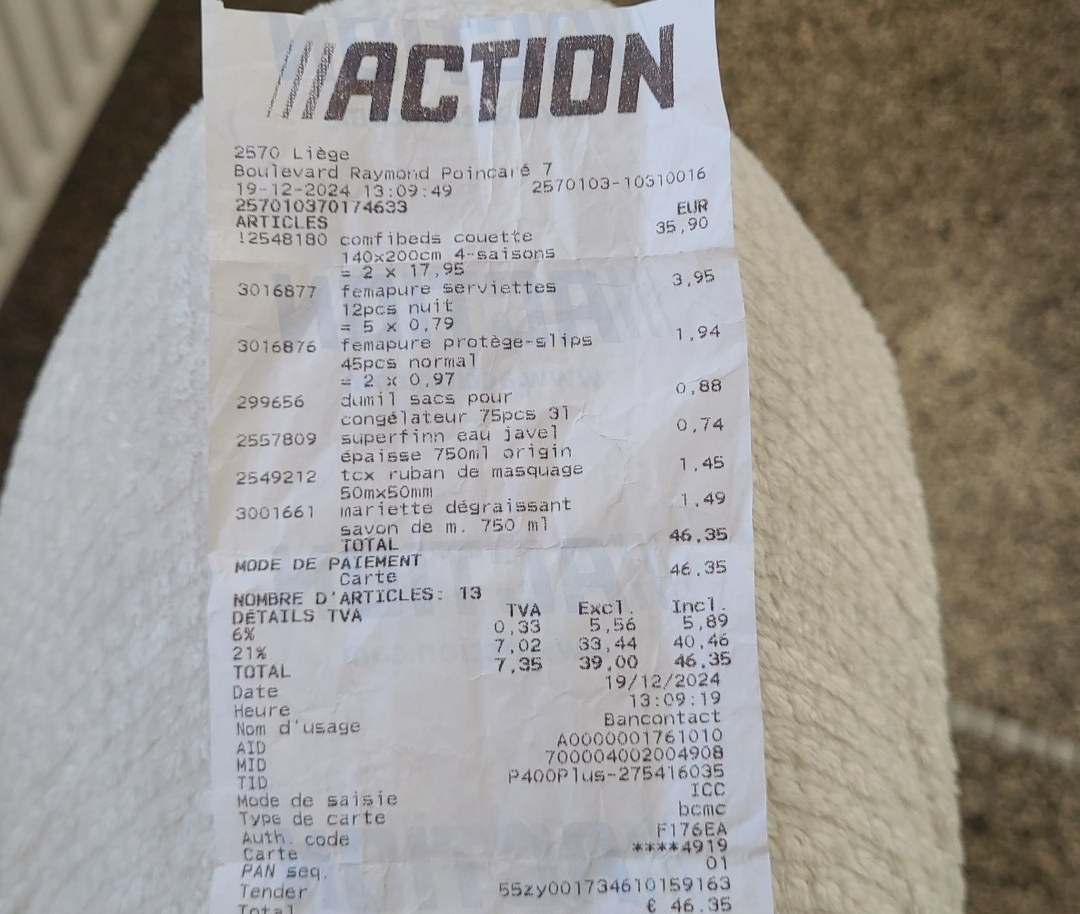 ACTION
2570 Liège
Boulevard Raymond Poincaré 7
19-12-2024 13:09:49 2570103-10310016
257010370174633
ARTICLES EUR
!2548180 comfibeds couette 35,90
140x200cm 4-saisons
= 2 x 17,95
3016877 femapure serviettes 3,95
12pcs nuit
= 5 x 0,79
3016876 femapure protège-slips 1,94
45pcs normal
= 2 x 0,97
299656 dumil sacs pour 0,88
congélateur 75pcs 3l
2557809 superfinn eau javel 0,74
épaisse 750ml origin
2549212 tcx ruban de masquage 1,45
50mx50mm
3001661 mariette dégraissant 1,49
savon de m. 750 ml
TOTAL 46,35
MODE DE PAIEMENT
Carte 46,35
NOMBRE D'ARTICLES: 13
DÉTAILS TVA TVA Excl. Incl.
6% 0,33 5,56 5,89
21% 7,02 33,44 40,46
TOTAL 7,35 39,00 46,35
Date 19/12/2024
Heure 13:09:19
Nom d'usage Bancontact
AID A0000001761010
MID 700004002004908
TID P400Plus-275416035
Mode de saisie ICC
Type de carte bcmc
Auth. code F176EA
Carte ****4919
PAN seq. 01
Tender 55zy001734610159163
Total € 46.35